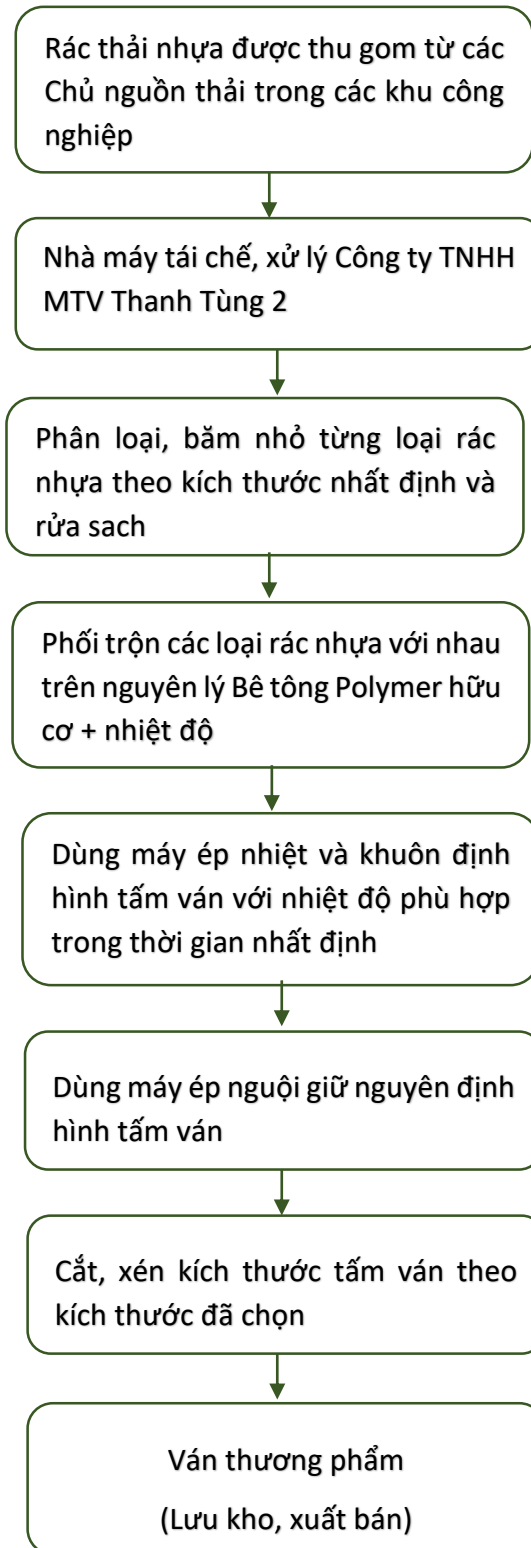 Rác thải nhựa được thu gom từ các
Chủ nguồn thải trong các khu công
nghiệp
Nhà máy tái chế, xử lý Công ty TNHH
MTV Thanh Tùng 2
Phân loại, băm nhỏ từng loại rác
nhựa theo kích thước nhất định và
rửa sach
Phối trộn các loại rác nhựa với nhau
trên nguyên lý Bê tông Polymer hữu
cơ + nhiệt độ
Dùng máy ép nhiệt và khuôn định
hình tấm ván với nhiệt độ phù hợp
trong thời gian nhất định
Dùng máy ép nguội giữ nguyên định
hình tấm ván
Cắt, xén kích thước tấm ván theo
kích thước đã chọn
Ván thương phẩm
(Lưu kho, xuất bán)